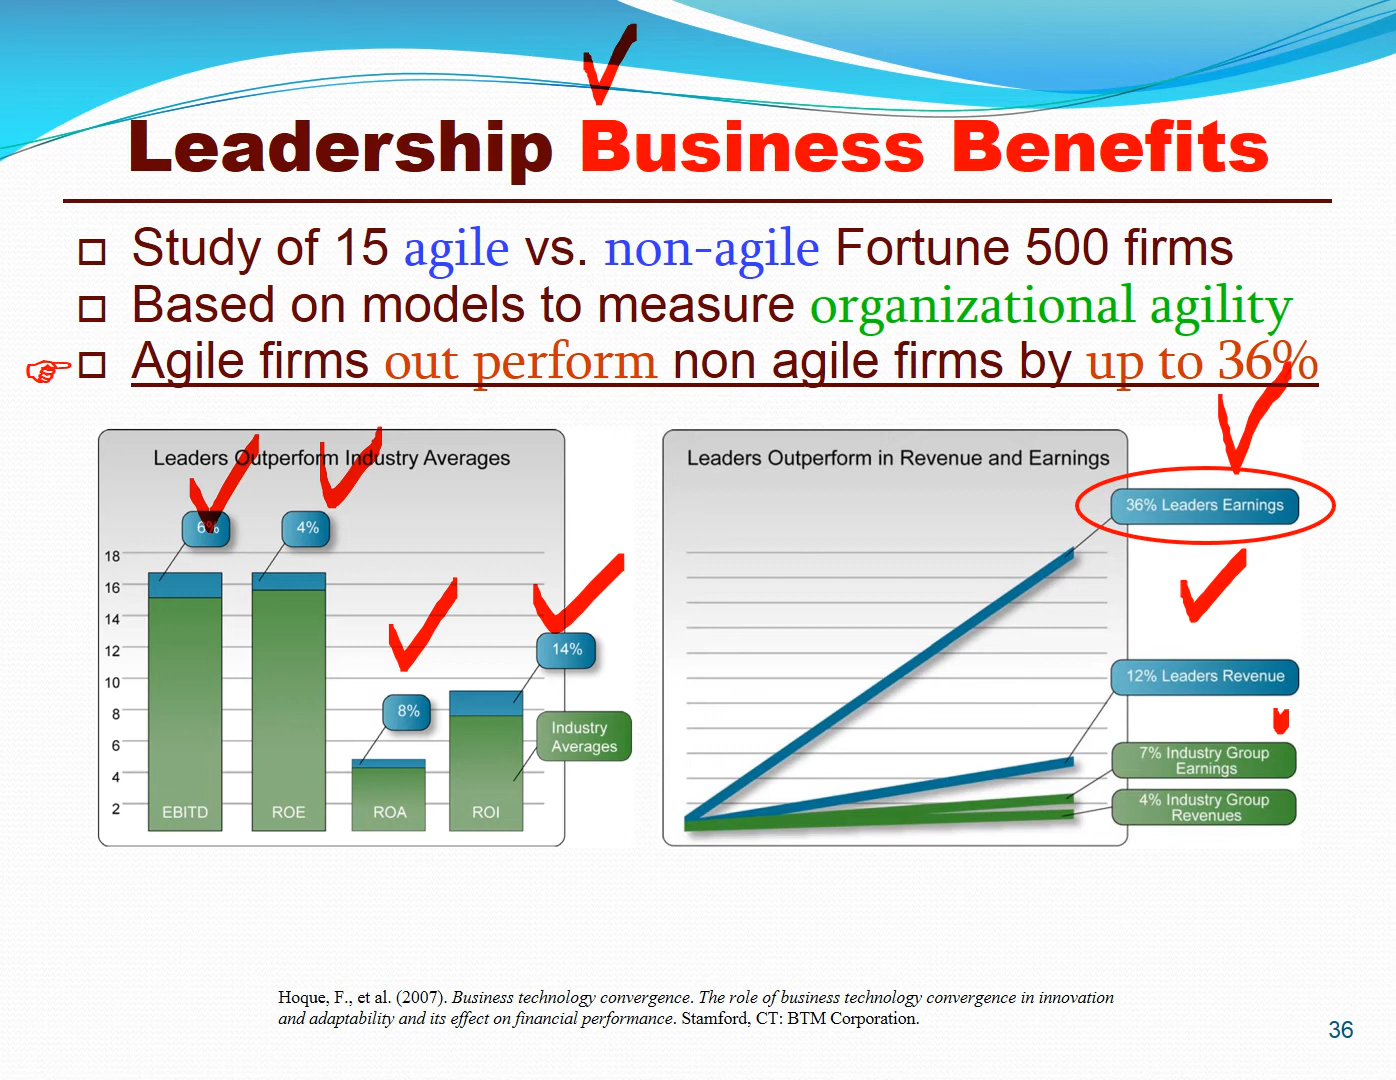 Leadership Business Benefits
Study of 15 agile vs. non-agile Fortune 500 firms
Based on models to measure organizational agility
Agile firms out perform non agile firms by up to 36%
Leaders Outperform Industry Averages
6%
4%
18
16
14
12
10
8
6
4
2
14%
8%
Industry
Averages
EBITD
ROE
ROA
ROI
Leaders Outperform in Revenue and Earnings
36% Leaders Earnings
12% Leaders Revenue
7% Industry Group
Earnings
4% Industry Group
Revenues
Hoque, F., et al. (2007). Business technology convergence. The role of business technology convergence in innovation
and adaptability and its effect on financial performance. Stamford, CT: BTM Corporation.
36